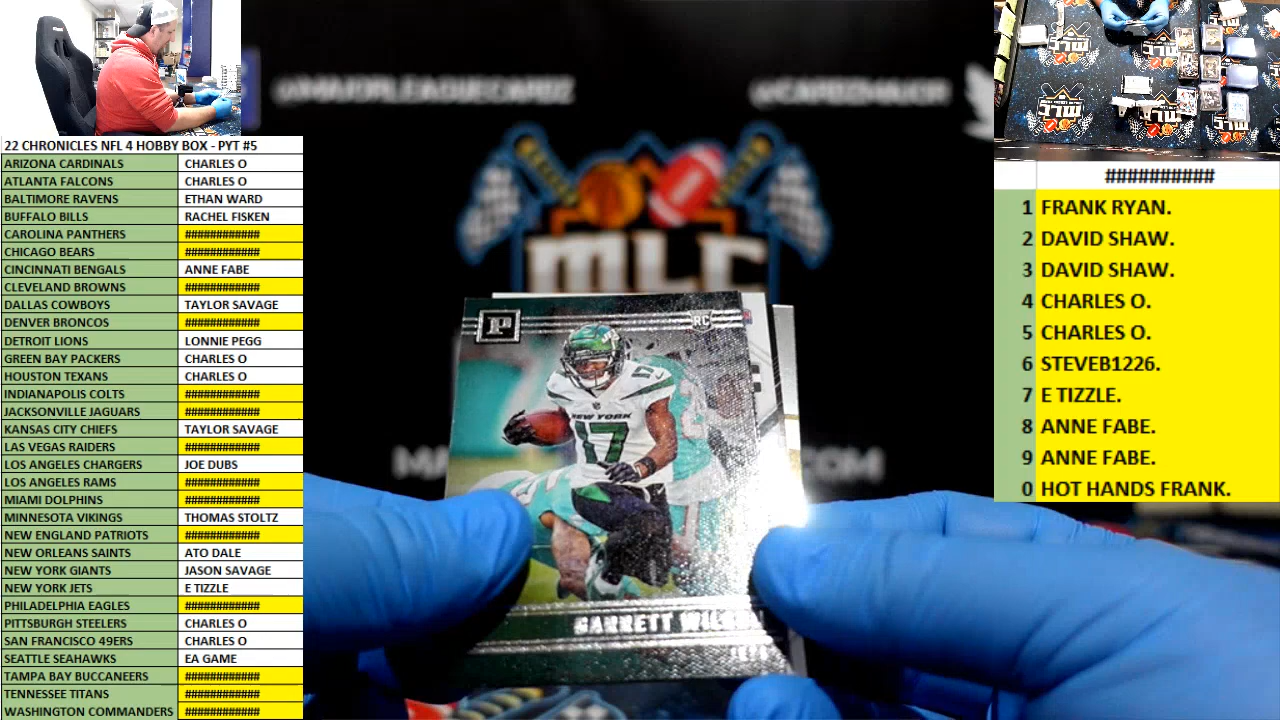 @MAJORLEAGUECARDZ
@CARDZMAJOR
22 CHRONICLES NFL 4 HOBBY BOX - PYT #5
ARIZONA CARDINALS CHARLES O
ATLANTA FALCONS CHARLES O
BALTIMORE RAVENS ETHAN WARD
BUFFALO BILLS RACHEL FISKEN
CAROLINA PANTHERS ############
CHICAGO BEARS ############
CINCINNATI BENGALS ANNE FABE
CLEVELAND BROWNS ############
DALLAS COWBOYS TAYLOR SAVAGE
DENVER BRONCOS ############
DETROIT LIONS LONNIE PEGG
GREEN BAY PACKERS CHARLES O
HOUSTON TEXANS CHARLES O
INDIANAPOLIS COLTS ############
JACKSONVILLE JAGUARS ############
KANSAS CITY CHIEFS TAYLOR SAVAGE
LAS VEGAS RAIDERS ############
LOS ANGELES CHARGERS JOE DUBS
LOS ANGELES RAMS ############
MIAMI DOLPHINS ############
MINNESOTA VIKINGS THOMAS STOLTZ
NEW ENGLAND PATRIOTS ############
NEW ORLEANS SAINTS ATO DALE
NEW YORK GIANTS JASON SAVAGE
NEW YORK JETS E TIZZLE
PHILADELPHIA EAGLES ############
PITTSBURGH STEELERS CHARLES O
SAN FRANCISCO 49ERS CHARLES O
SEATTLE SEAHAWKS EA GAME
TAMPA BAY BUCCANEERS ############
TENNESSEE TITANS ############
WASHINGTON COMMANDERS ############
MLC
P
RC
17
NEW YORK
17
GARRETT WILSON
JETS
##########
1 FRANK RYAN.
2 DAVID SHAW.
3 DAVID SHAW.
4 CHARLES O.
5 CHARLES O.
6 STEVEB1226.
7 E TIZZLE.
8 ANNE FABE.
9 ANNE FABE.
0 HOT HANDS FRANK.